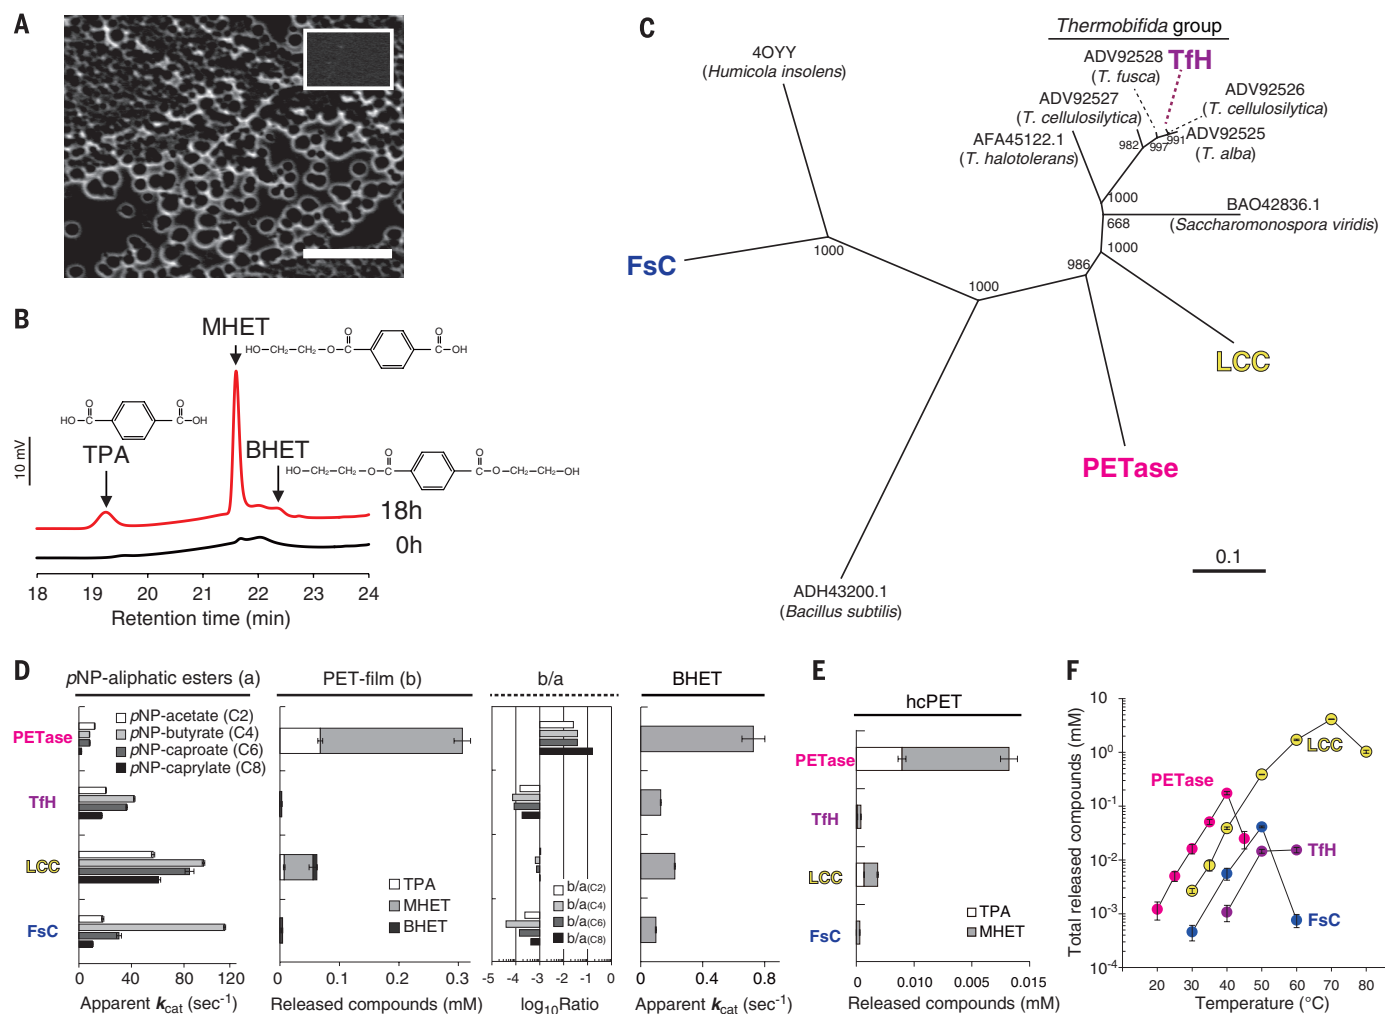 A
B
MHET
HO—CH₂—CH₂—O—C(=O)—C(=O)—OH
HO—C(=O)—C(=O)—OH
TPA
BHET
HO—CH₂—CH₂—O—C(=O)—C(=O)—O—CH₂—CH₂—OH
10 mV
18h
0h
18 19 20 21 22 23 24
Retention time (min)
C
Thermobifida group
4OYY
(Humicola insolens)
ADV92528
(T. fusca)
TfH
ADV92526
(T. cellulosilytica)
ADV92527
(T. cellulosilytica)
ADV92525
(T. alba)
AFA45122.1
(T. halotolerans)
982
997
991
1000
BAO42836.1
(Saccharomonospora viridis)
668
1000
986
1000
1000
FsC
LCC
PETase
ADH43200.1
(Bacillus subtilis)
0.1
D
pNP-aliphatic esters (a)
pNP-acetate (C2)
pNP-butyrate (C4)
pNP-caproate (C6)
pNP-caprylate (C8)
PETase
TfH
LCC
FsC
0 40 80 120
Apparent kcat (sec-1)
PET-film (b)
TPA
MHET
BHET
0 0.1 0.2 0.3
Released compounds (mM)
b/a
b/a(C2)
b/a(C4)
b/a(C6)
b/a(C8)
-5 -4 -3 -2 -1 0
log10Ratio
BHET
0 0.4 0.8
Apparent kcat (sec-1)
E
hcPET
PETase
TfH
LCC
FsC
TPA
MHET
0 0.010 0.005 0.015
Released compounds (mM)
F
Total released compounds (mM)
10
10⁰
10-1
10-2
10-3
10-4
PETase
LCC
TfH
FsC
20 30 40 50 60 70 80
Temperature (°C)